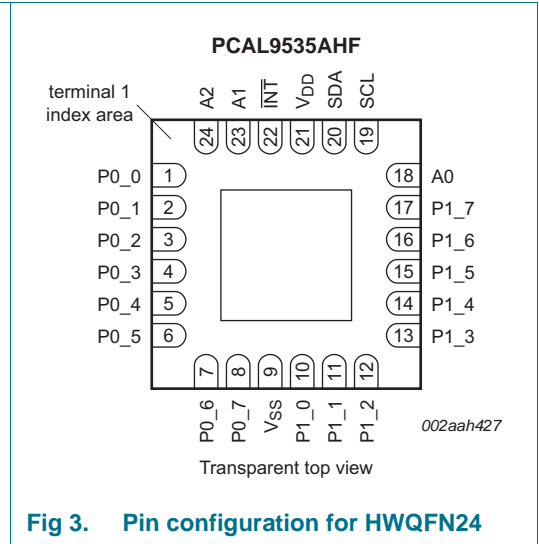 PCAL9535AHF
terminal 1
index area
A2
A1
INT
VDD
SDA
SCL
24
23
22
21
20
19
P0_0 1
P0_1 2
P0_2 3
P0_3 4
P0_4 5
P0_5 6
18 A0
17 P1_7
16 P1_6
15 P1_5
14 P1_4
13 P1_3
7
8
9
10
11
12
P0_6
P0_7
VSS
P1_0
P1_1
P1_2
002aah427
Transparent top view
Fig 3. Pin configuration for HWQFN24